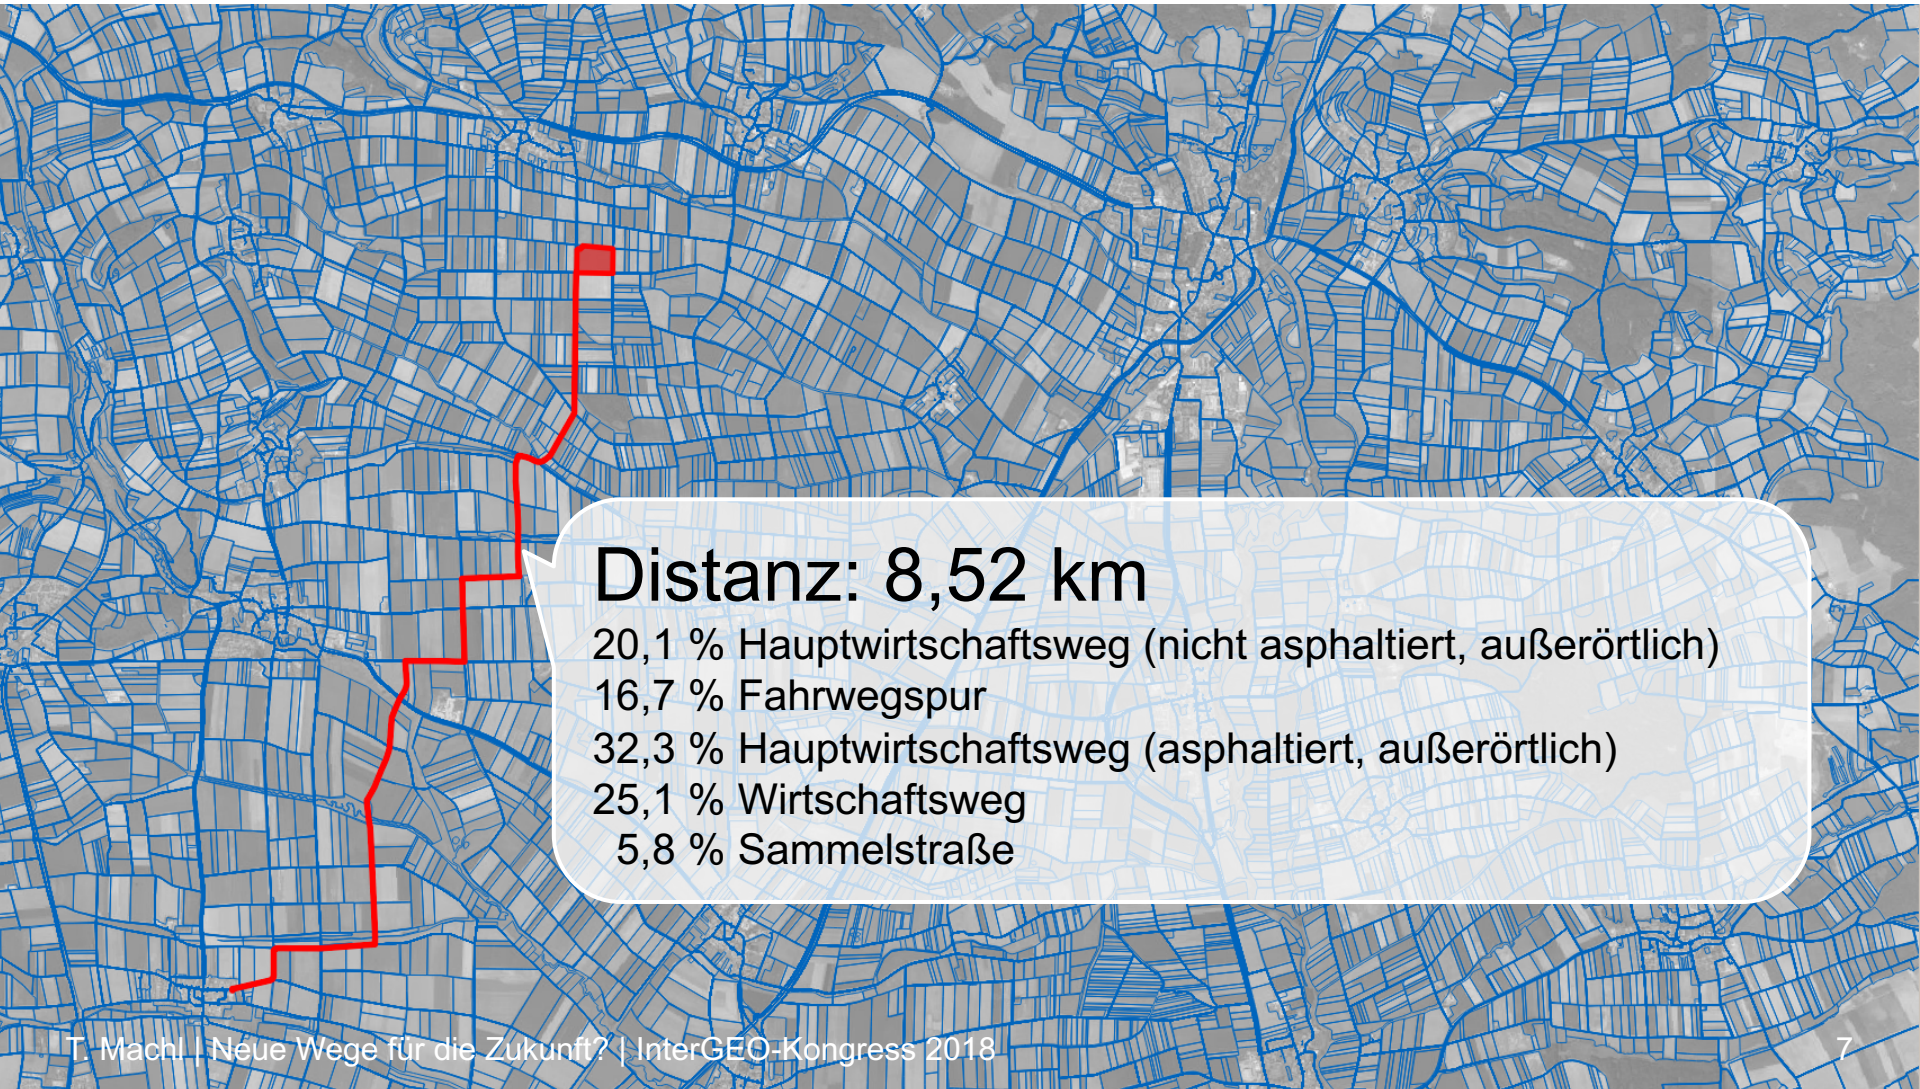 Distanz: 8,52 km
20,1 % Hauptwirtschaftsweg (nicht asphaltiert, außerörtlich)
16,7 % Fahrwegspur
32,3 % Hauptwirtschaftsweg (asphaltiert, außerörtlich)
25,1 % Wirtschaftsweg
5,8 % Sammelstraße
T. Machl | Neue Wege für die Zukunft? | InterGEO-Kongress 2018
7